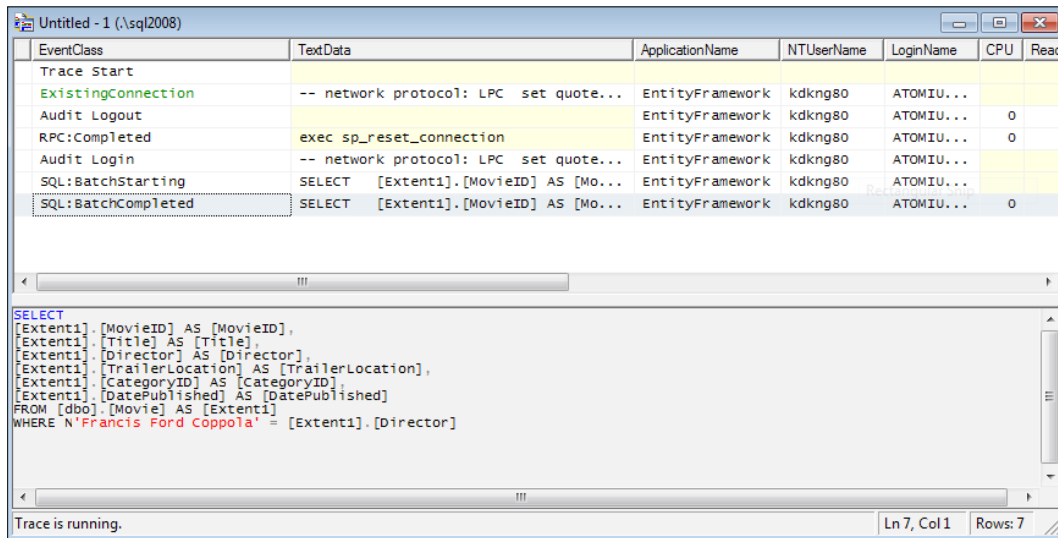 Untitled - 1 (.\sql2008)
EventClass TextData ApplicationName NTUserName LoginName CPU Reac
Trace Start
ExistingConnection -- network protocol: LPC set quote... EntityFramework kdkng80 ATOMIU...
Audit Logout EntityFramework kdkng80 ATOMIU... 0
RPC:Completed exec sp_reset_connection EntityFramework kdkng80 ATOMIU... 0
Audit Login -- network protocol: LPC set quote... EntityFramework kdkng80 ATOMIU...
SQL:BatchStarting SELECT [Extent1].[MovieID] AS [Mo... EntityFramework kdkng80 ATOMIU...
Rectangular Snip
SQL:BatchCompleted SELECT [Extent1].[MovieID] AS [Mo... EntityFramework kdkng80 ATOMIU... 0
SELECT
[Extent1].[MovieID] AS [MovieID],
[Extent1].[Title] AS [Title],
[Extent1].[Director] AS [Director],
[Extent1].[TrailerLocation] AS [TrailerLocation],
[Extent1].[CategoryID] AS [CategoryID],
[Extent1].[DatePublished] AS [DatePublished]
FROM [dbo].[Movie] AS [Extent1]
WHERE N'Francis Ford Coppola' = [Extent1].[Director]
Trace is running. Ln 7, Col 1 Rows: 7